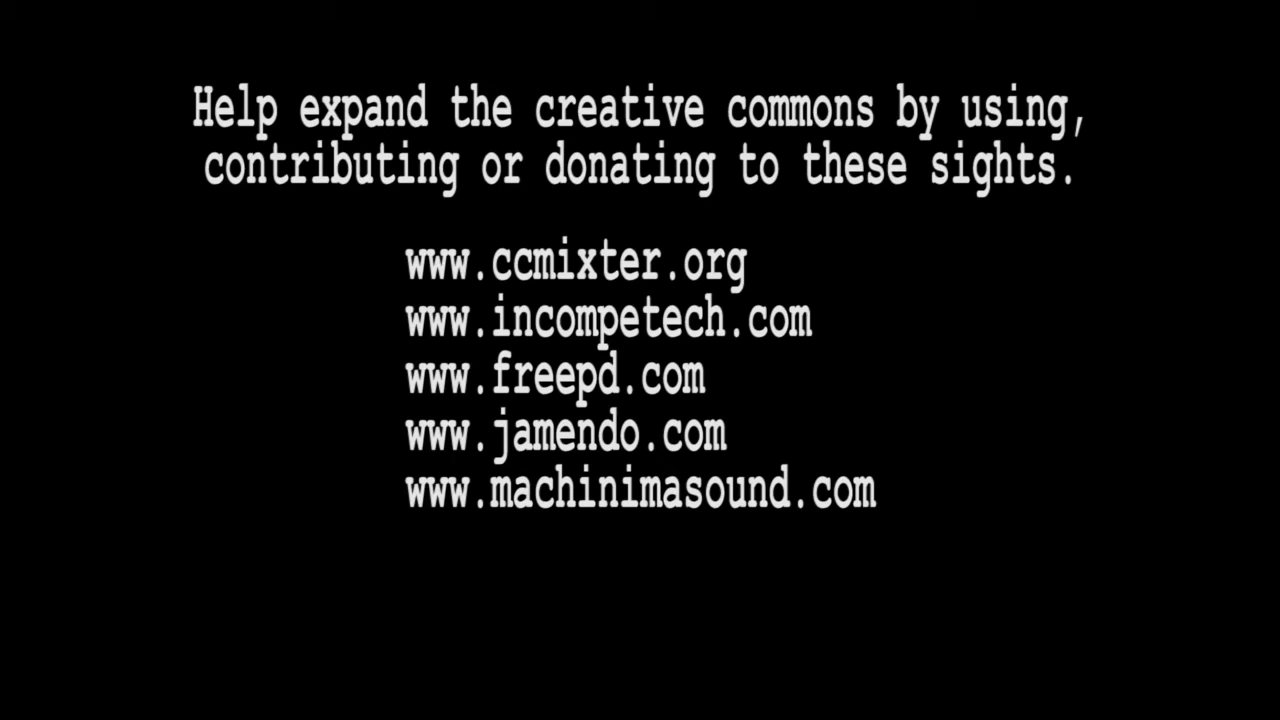 Help expand the creative commons by using,
contributing or donating to these sights.
www.ccmixter.org
www.incompetech.com
www.freepd.com
www.jamendo.com
www.machinimasound.com